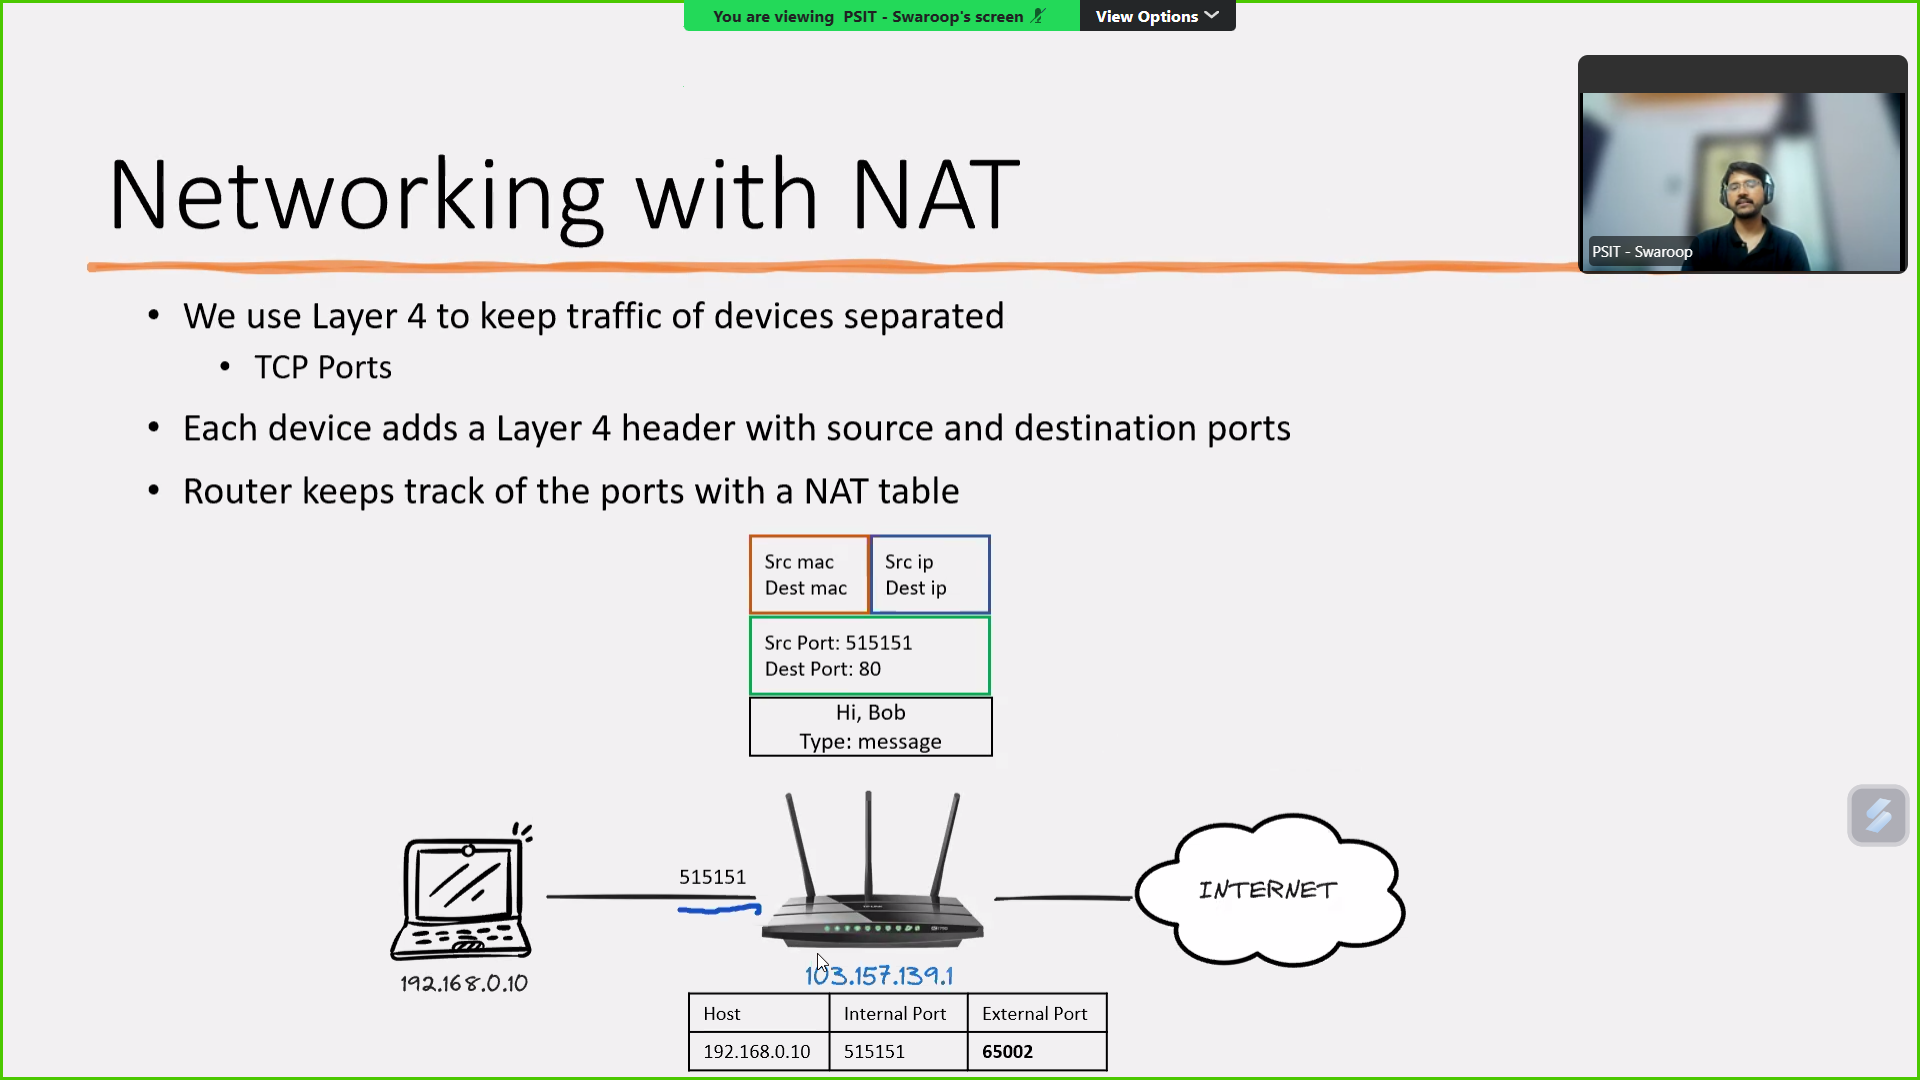 You are viewing PSIT - Swaroop's screen
View Options
Networking with NAT
PSIT - Swaroop
• We use Layer 4 to keep traffic of devices separated
• TCP Ports
• Each device adds a Layer 4 header with source and destination ports
• Router keeps track of the ports with a NAT table
Src mac
Dest mac
Src ip
Dest ip
Src Port: 515151
Dest Port: 80
Hi, Bob
Type: message
515151
INTERNET
192.168.0.10
103.157.139.1
Host Internal Port External Port
192.168.0.10 515151 65002